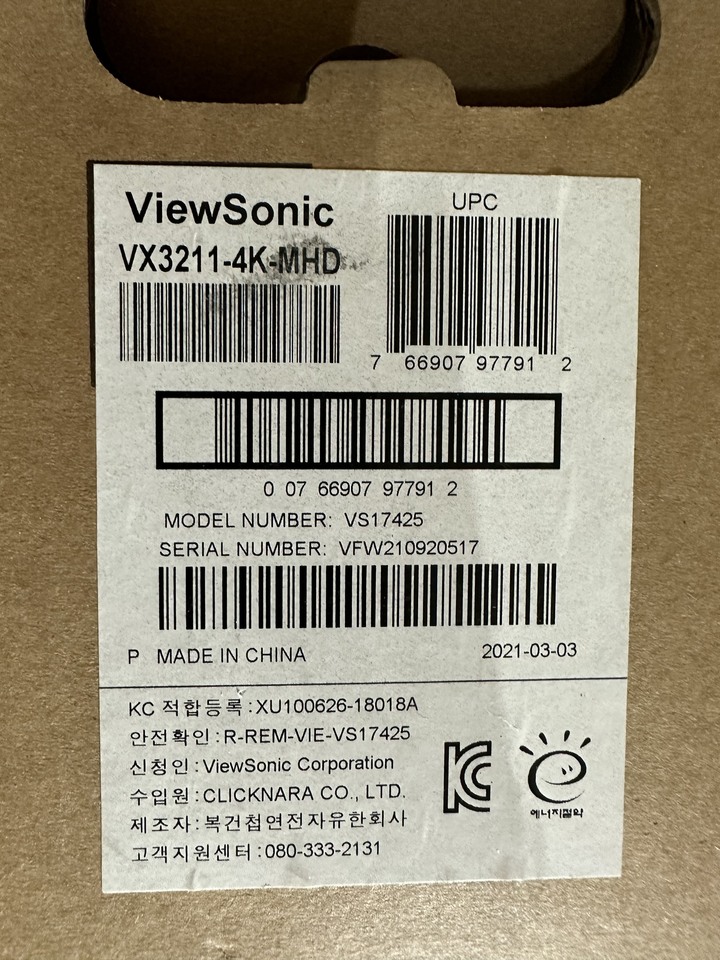 ViewSonic
VX3211-4K-MHD
UPC
7 66907 97791 2
0 07 66907 97791 2
MODEL NUMBER: VS17425
SERIAL NUMBER: VFW210920517
P MADE IN CHINA 2021-03-03
KC 적합등록:XU100626-18018A
안전확인:R-REM-VIE-VS17425
신청인:ViewSonic Corporation
수입원:CLICKNARA CO., LTD.
제조자:복건첩연전자유한회사
고객지원센터:080-333-2131
KC
에너지절약